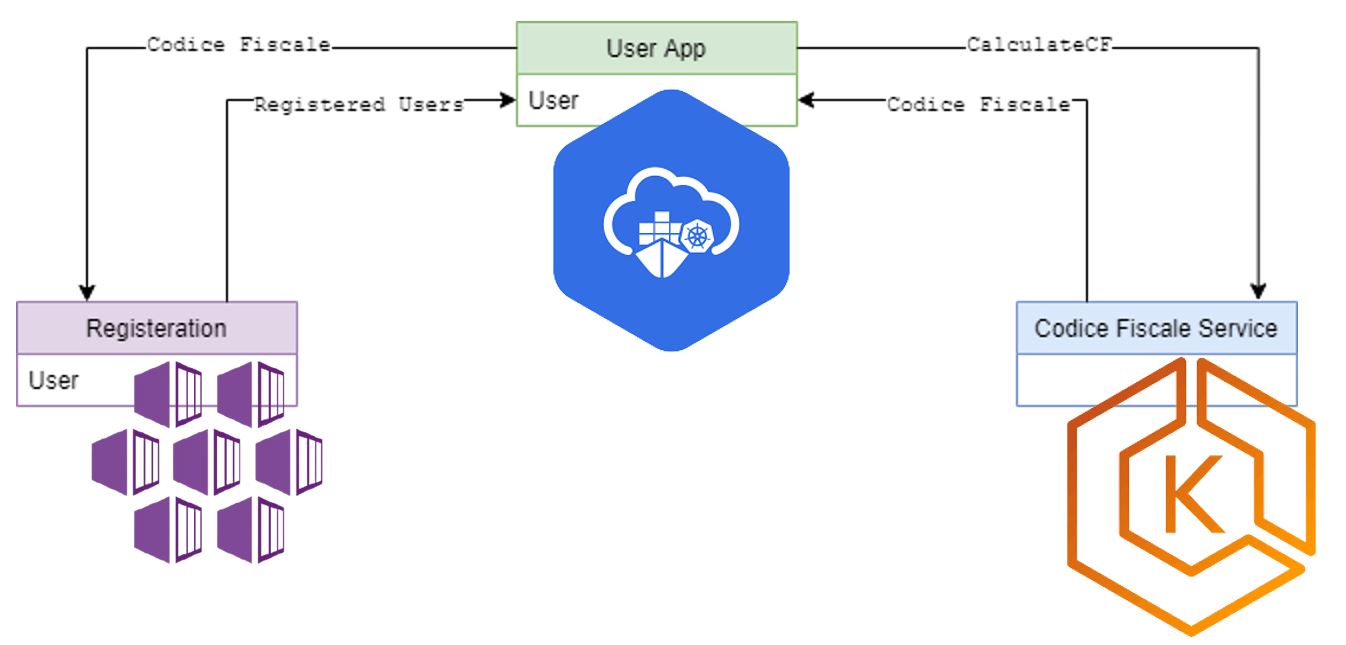 Codice Fiscale
User App
CalculateCF
Registered Users
User
Codice Fiscale
Registeration
User
Codice Fiscale Service
K